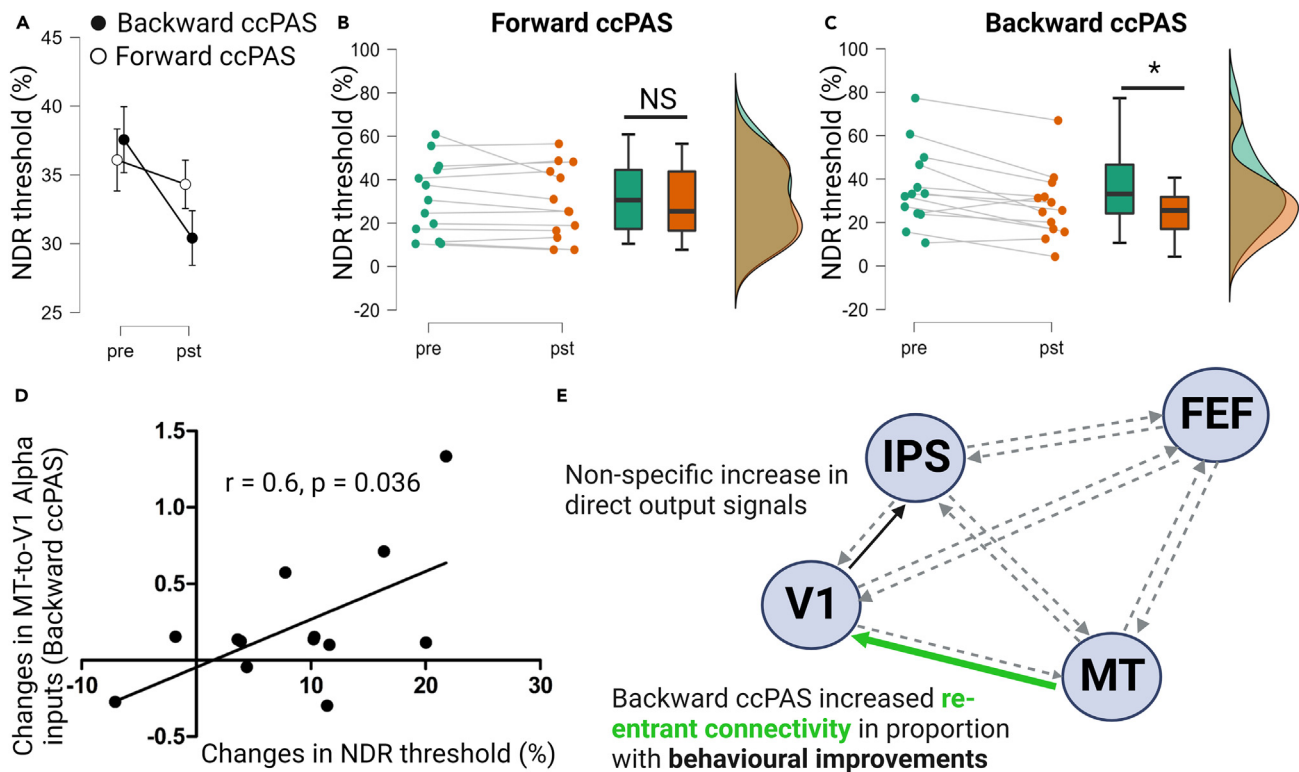 A
Backward ccPAS
Forward ccPAS
NDR threshold (%)
45
40
35
30
25
pre
pst
B
Forward ccPAS
NDR threshold (%)
100
80
60
40
20
0
-20
NS
pre
pst
C
Backward ccPAS
NDR threshold (%)
100
80
60
40
20
0
-20
*
pre
pst
D
Changes in MT-to-V1 Alpha
inputs (Backward ccPAS)
1.5
1.0
0.5
-0.5
r = 0.6, p = 0.036
-10
10
20
30
Changes in NDR threshold (%)
E
Non-specific increase in
direct output signals
IPS
FEF
V1
MT
Backward ccPAS increased re-
entrant connectivity in proportion
with behavioural improvements